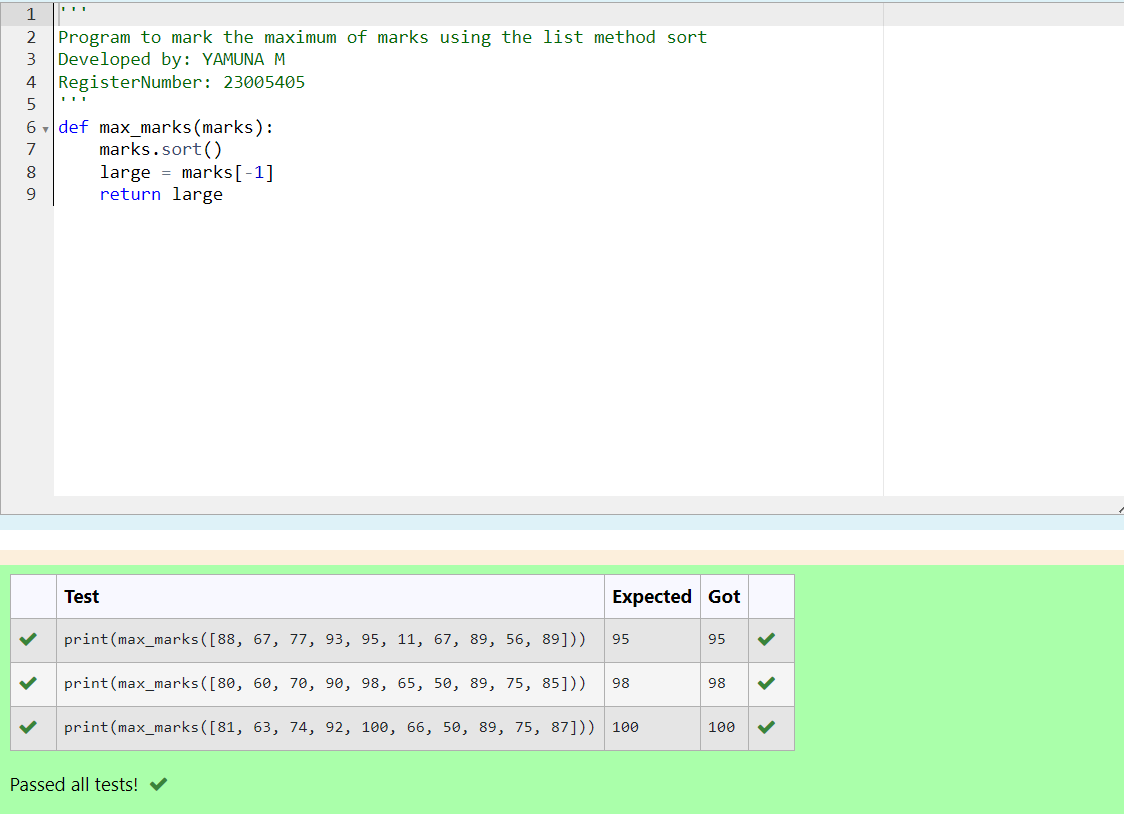 1 '''
2 Program to mark the maximum of marks using the list method sort
3 Developed by: YAMUNA M
4 RegisterNumber: 23005405
5 '''
6 def max_marks(marks):
7     marks.sort()
8     large = marks[-1]
9     return large
Test Expected Got
print(max_marks([88, 67, 77, 93, 95, 11, 67, 89, 56, 89])) 95 95
print(max_marks([80, 60, 70, 90, 98, 65, 50, 89, 75, 85])) 98 98
print(max_marks([81, 63, 74, 92, 100, 66, 50, 89, 75, 87])) 100 100
Passed all tests!